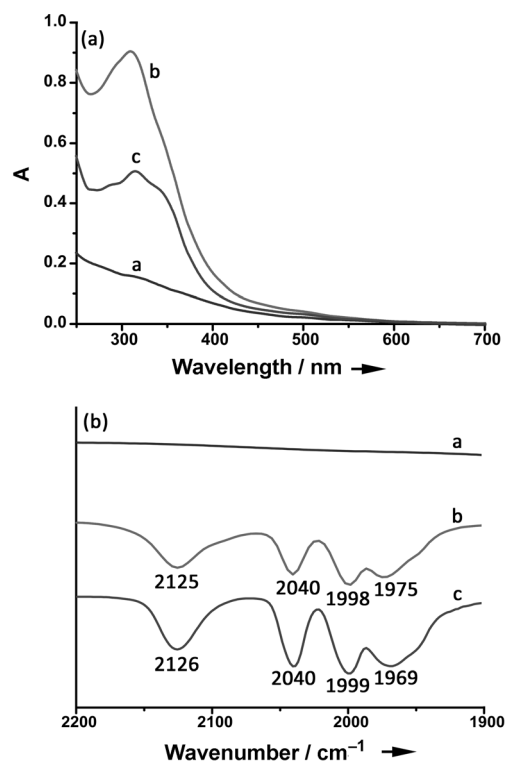 (a)
1.0
0.8
0.6
0.4
0.2
0.0
A
b
c
a
300 400 500 600 700
Wavelength / nm
(b)
a
b
2125 2040 1998 1975
c
2126 2040 1999 1969
2200 2100 2000 1900
Wavenumber / cm⁻¹